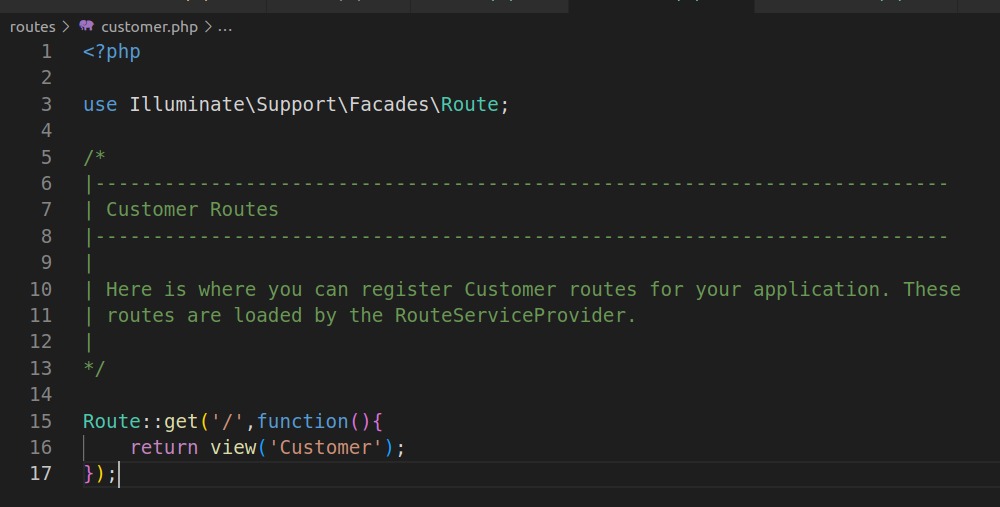 routes > customer.php > ...
1 <?php
2
3 use Illuminate\Support\Facades\Route;
4
5 /*
6 |--------------------------------------------------------------------------
7 | Customer Routes
8 |--------------------------------------------------------------------------
9 |
10 | Here is where you can register Customer routes for your application. These
11 | routes are loaded by the RouteServiceProvider.
12 |
13 */
14
15 Route::get('/',function(){
16     return view('Customer');
17 });